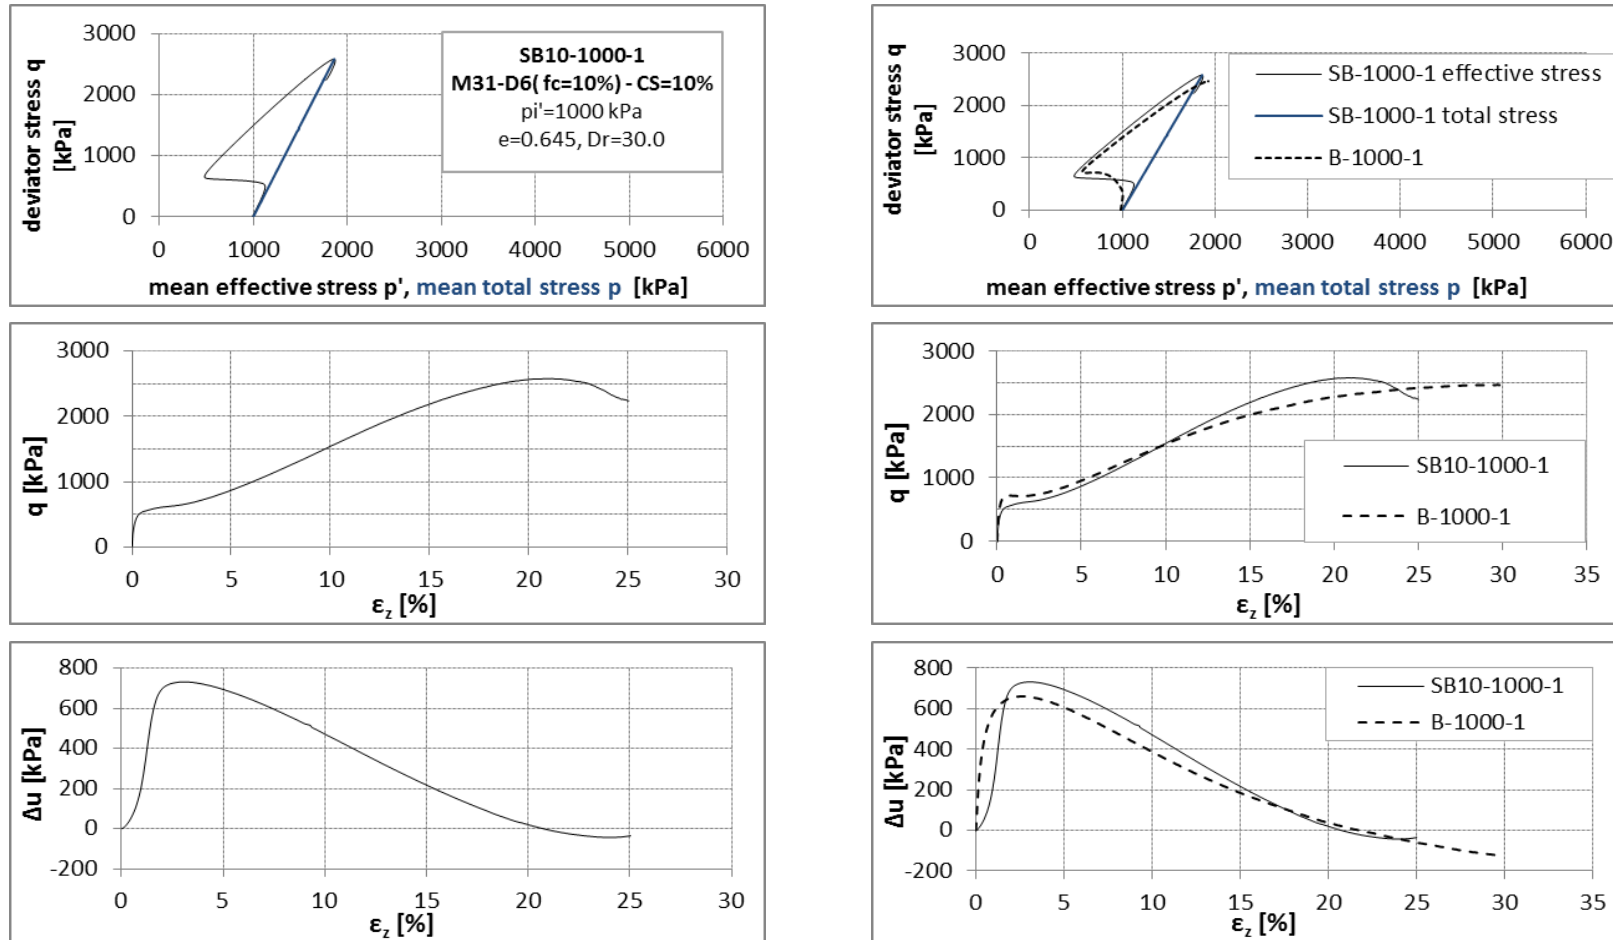 deviator stress q
[kPa]
3000
2000
1000
0
SB10-1000-1
M31-D6( fc=10%) - CS=10%
pi'=1000 kPa
e=0.645, Dr=30.0
0 1000 2000 3000 4000 5000 6000
mean effective stress p', mean total stress p [kPa]
deviator stress q
[kPa]
3000
2000
1000
0
SB-1000-1 effective stress
SB-1000-1 total stress
B-1000-1
0 1000 2000 3000 4000 5000 6000
mean effective stress p', mean total stress p [kPa]
q [kPa]
3000
2000
1000
0
0 5 10 15 20 25 30
εz [%]
q [kPa]
3000
2000
1000
0
SB10-1000-1
B-1000-1
0 5 10 15 20 25 30 35
εz [%]
Δu [kPa]
800
600
400
200
0
-200
0 5 10 15 20 25 30
εz [%]
Δu [kPa]
800
600
400
200
0
-200
SB10-1000-1
B-1000-1
0 5 10 15 20 25 30 35
εz [%]